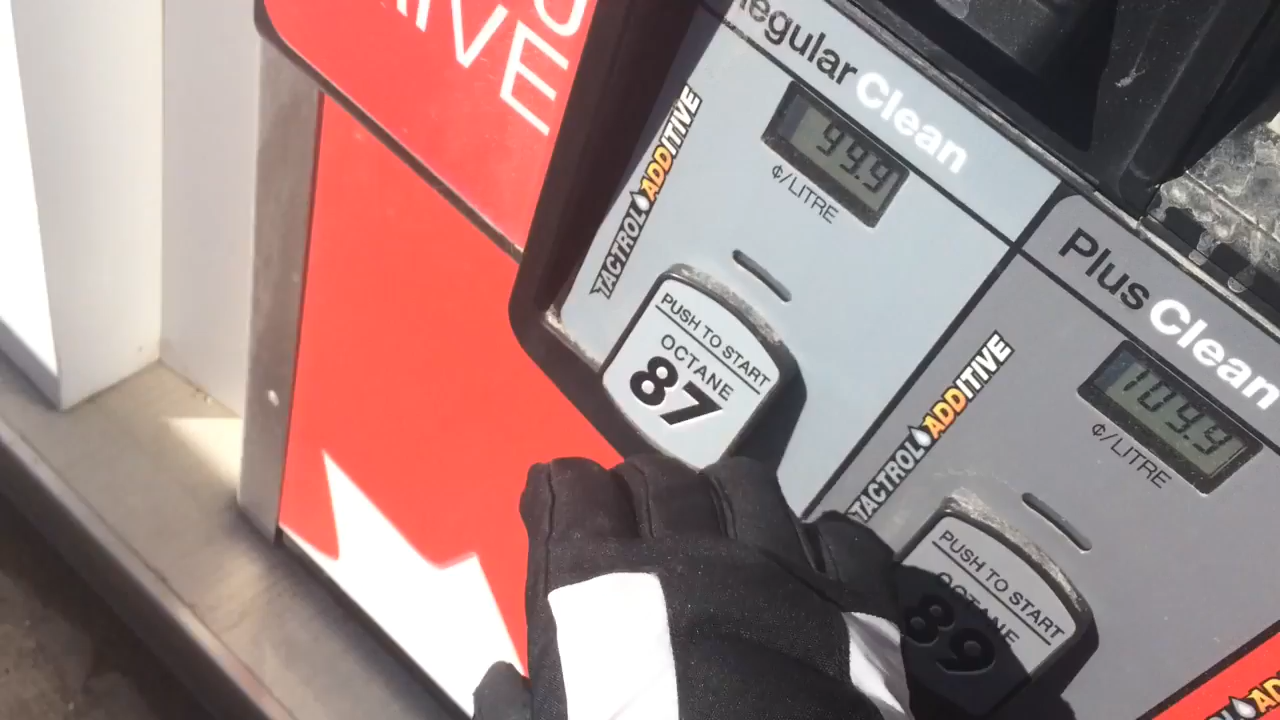 IVE
Regular Clean
99.9
¢/LITRE
TACTROL ADDITIVE
PUSH TO START
OCTANE
87
Plus Clean
109.9
¢/LITRE
TACTROL ADDITIVE
PUSH TO START
OCTANE
89